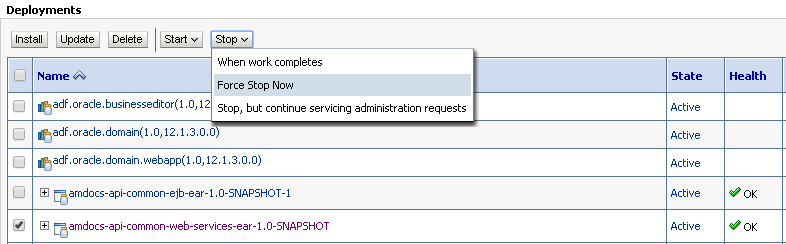 Deployments
Install Update Delete Start Stop
When work completes
Force Stop Now
Stop, but continue servicing administration requests
Name State Health
adf.oracle.businesseditor(1.0,12 Active
adf.oracle.domain(1.0,12.1.3.0.0) Active
adf.oracle.domain.webapp(1.0,12.1.3.0.0) Active
amdocs-api-common-ejb-ear-1.0-SNAPSHOT-1 Active OK
amdocs-api-common-web-services-ear-1.0-SNAPSHOT Active OK